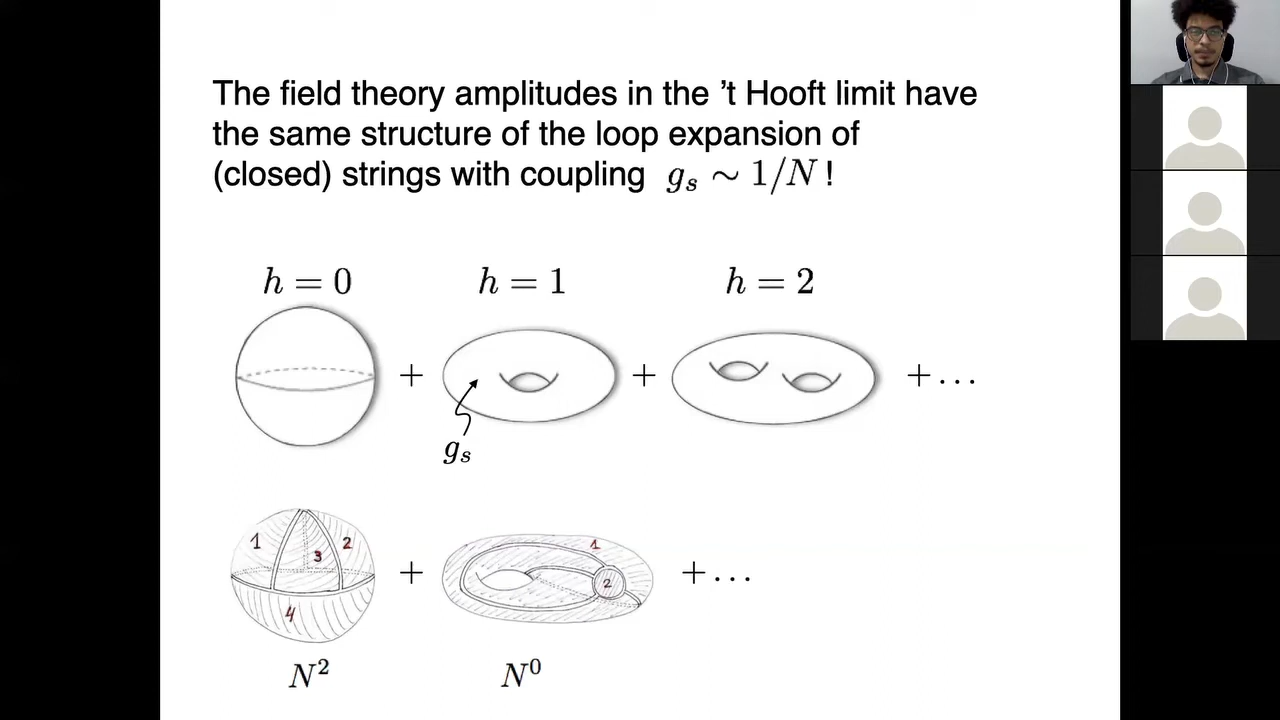 The field theory amplitudes in the ’t Hooft limit have
the same structure of the loop expansion of
(closed) strings with coupling g_s ∼ 1/N !
h = 0 h = 1 h = 2
+ + + ...
g_s
1 2 3 4 + 1 2 + ...
N² N⁰